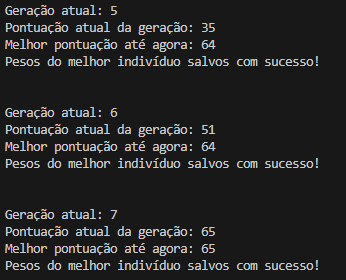 Geração atual: 5
Pontuação atual da geração: 35
Melhor pontuação até agora: 64
Pesos do melhor indivíduo salvos com sucesso!
Geração atual: 6
Pontuação atual da geração: 51
Melhor pontuação até agora: 64
Pesos do melhor indivíduo salvos com sucesso!
Geração atual: 7
Pontuação atual da geração: 65
Melhor pontuação até agora: 65
Pesos do melhor indivíduo salvos com sucesso!